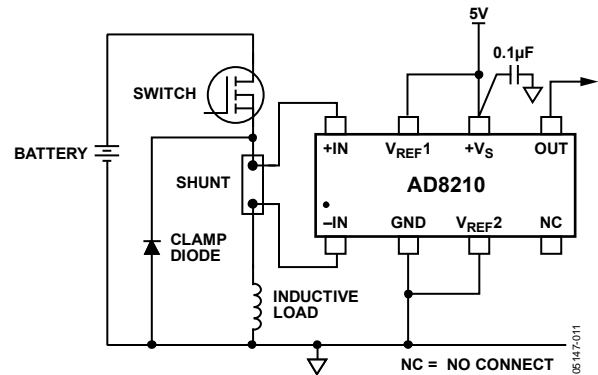 5V
0.1µF
SWITCH
+IN
VREF1
+VS
OUT
BATTERY
SHUNT
AD8210
–IN
GND
VREF2
NC
CLAMP
DIODE
INDUCTIVE
LOAD
NC = NO CONNECT
05147-011